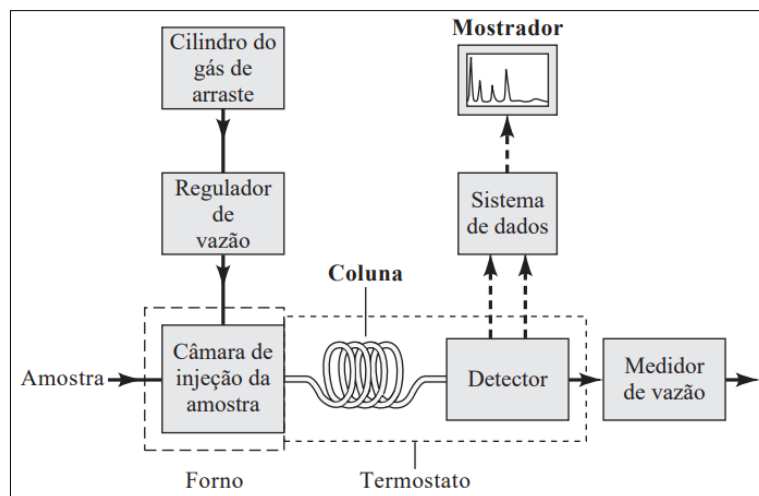 Cilindro do
gás de
arraste
Mostrador
Regulador
de
vazão
Sistema
de dados
Coluna
Amostra
Câmara de
injeção da
amostra
Detector
Medidor
de vazão
Forno
Termostato